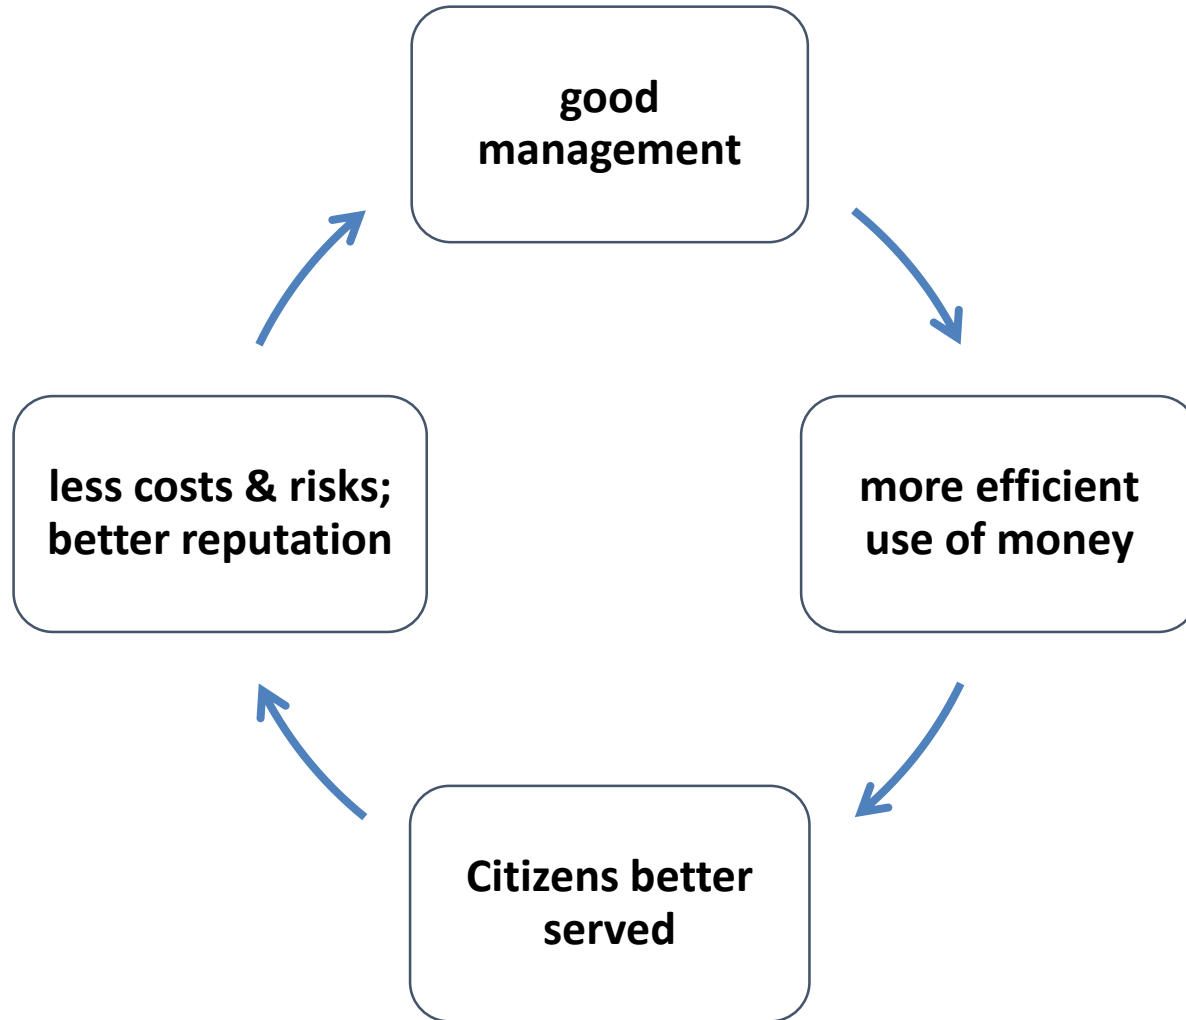 good
management
less costs & risks;
better reputation
more efficient
use of money
Citizens better
served